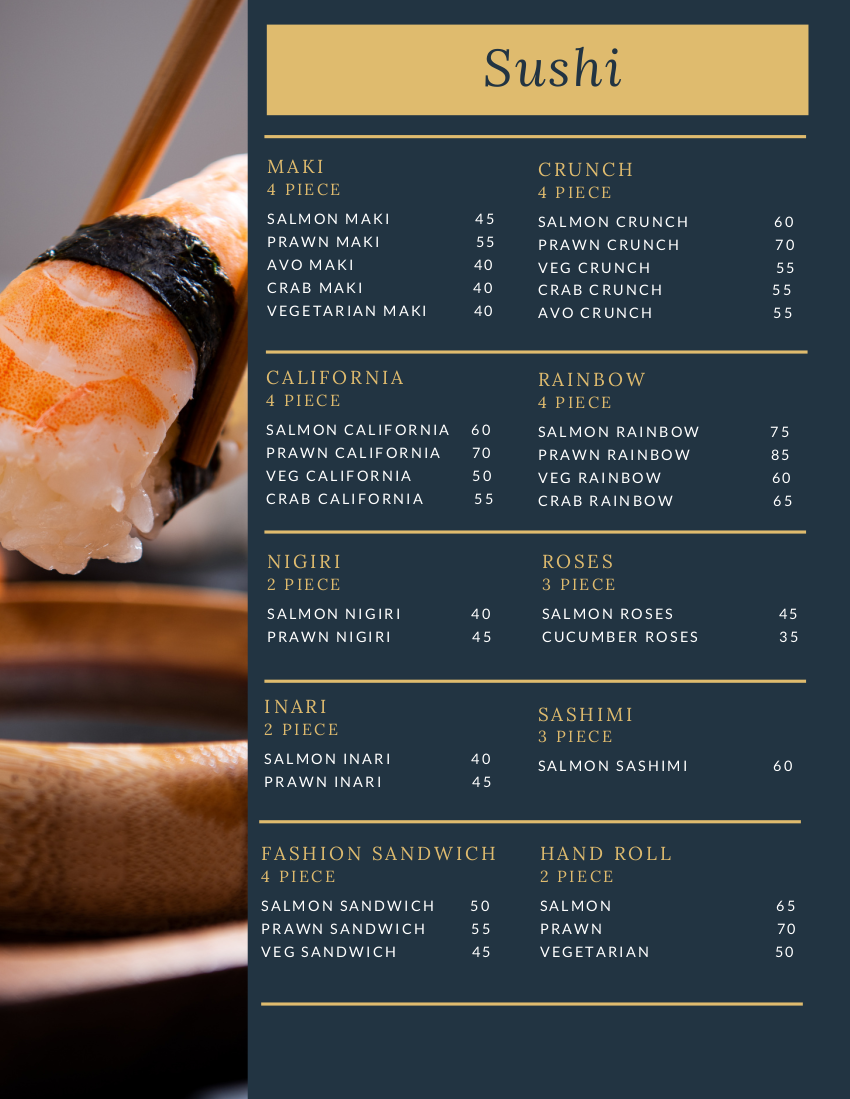 Sushi
MAKI
4 PIECE
SALMON MAKI 45
PRAWN MAKI 55
AVO MAKI 40
CRAB MAKI 40
VEGETARIAN MAKI 40
CRUNCH
4 PIECE
SALMON CRUNCH 60
PRAWN CRUNCH 70
VEG CRUNCH 55
CRAB CRUNCH 55
AVO CRUNCH 55
CALIFORNIA
4 PIECE
SALMON CALIFORNIA 60
PRAWN CALIFORNIA 70
VEG CALIFORNIA 50
CRAB CALIFORNIA 55
RAINBOW
4 PIECE
SALMON RAINBOW 75
PRAWN RAINBOW 85
VEG RAINBOW 60
CRAB RAINBOW 65
NIGIRI
2 PIECE
SALMON NIGIRI 40
PRAWN NIGIRI 45
ROSES
3 PIECE
SALMON ROSES 45
CUCUMBER ROSES 35
INARI
2 PIECE
SALMON INARI 40
PRAWN INARI 45
SASHIMI
3 PIECE
SALMON SASHIMI 60
FASHION SANDWICH
4 PIECE
SALMON SANDWICH 50
PRAWN SANDWICH 55
VEG SANDWICH 45
HAND ROLL
2 PIECE
SALMON 65
PRAWN 70
VEGETARIAN 50